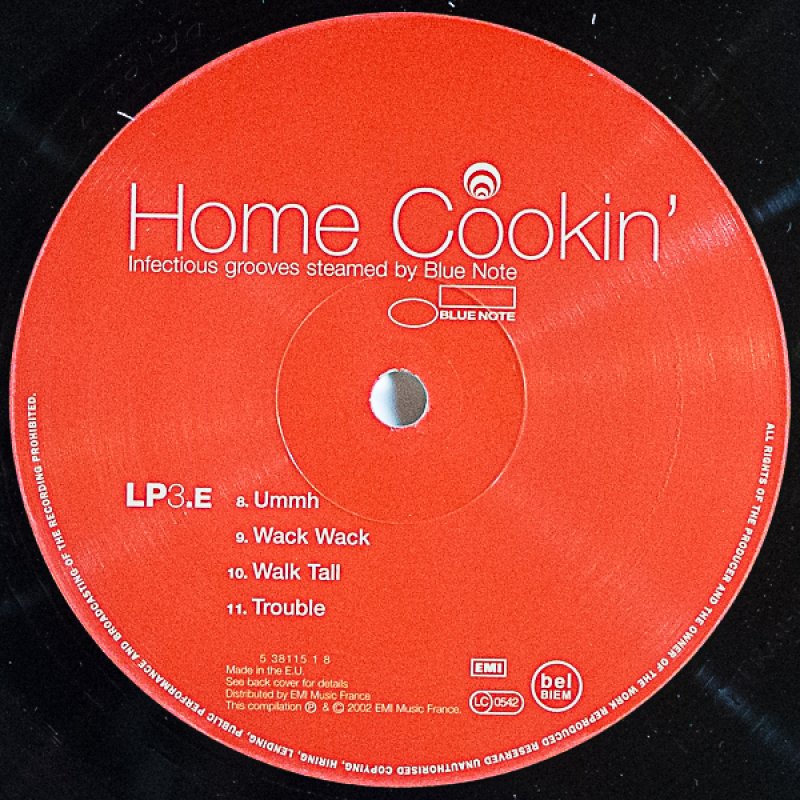 Home Cookin'
Infectious grooves steamed by Blue Note
BLUE NOTE
LP3.E
8. Ummh
9. Wack Wack
10. Walk Tall
11. Trouble
5 38115 1 8
Made in the E.U.
See back cover for details
Distributed by EMI Music France
This compilation ℗ & © 2002 EMI Music France.
EMI
LC 0542
bel
BIEM
ALL RIGHTS OF THE PRODUCER AND THE OWNER OF THE WORK REPRODUCED RESERVED UNAUTHORISED COPYING, HIRING, LENDING, PUBLIC PERFORMANCE AND BROADCASTING OF THE RECORDING PROHIBITED.